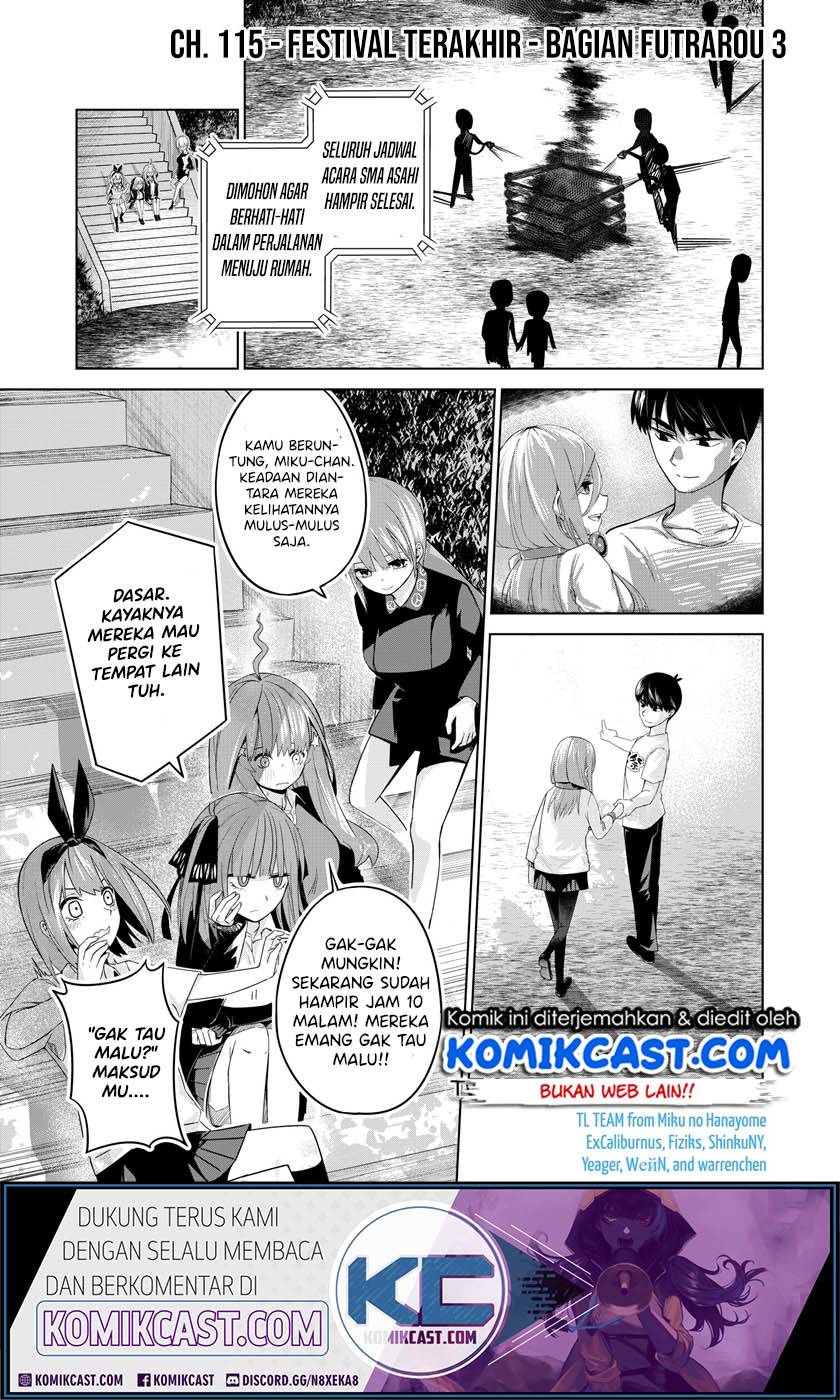 CH. 115 - FESTIVAL TERAKHIR - BAGIAN FUTRAROU 3
SELURUH JADWAL
ACARA SMA ASAHI
HAMPIR SELESAI.
DIMOHON AGAR
BERHATI-HATI
DALAM PERJALANAN
MENUJU RUMAH.
KAMU BERUN-
TUNG, MIKU-CHAN.
KEADAAN DIAN-
TARA MEREKA
KELIHATANNYA
MULUS-MULUS
SAJA.
DASAR.
KAYAKNYA
MEREKA MAU
PERGI KE
TEMPAT LAIN
TUH.
GAK-GAK
MUNGKIN!
SEKARANG SUDAH
HAMPIR JAM 10
MALAM! MEREKA
EMANG GAK TAU
MALU!!
"GAK TAU
MALU?"
MAKSUD
MU....
Komik ini diterjemahkan & diedit oleh
KOMIKCAST.COM
BUKAN WEB LAIN!!
TL TEAM from Miku no Hanayome
ExCaliburnus, Fiziks, ShinkuNY,
Yeager, WeйN, and warrenchen
DUKUNG TERUS KAMI
DENGAN SELALU MEMBACA
DAN BERKOMENTAR DI
KOMIKCAST.COM
KC
KOMIKCAST.COM
KOMIKCAST.COM
KOMIKCAST
DISCORD.GG/N8XEKA8